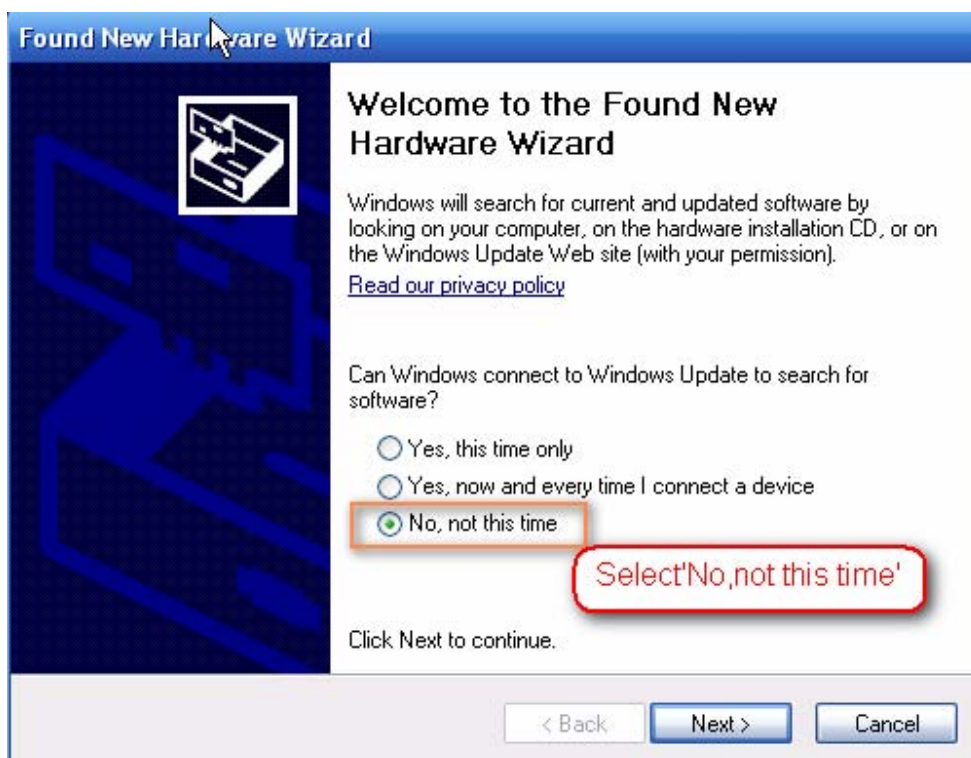 Found New Hardware Wizard
Welcome to the Found New
Hardware Wizard
Windows will search for current and updated software by
looking on your computer, on the hardware installation CD, or on
the Windows Update Web site (with your permission).
Read our privacy policy
Can Windows connect to Windows Update to search for
software?
Yes, this time only
Yes, now and every time I connect a device
No, not this time
Select'No,not this time'
Click Next to continue.
< Back
Next >
Cancel